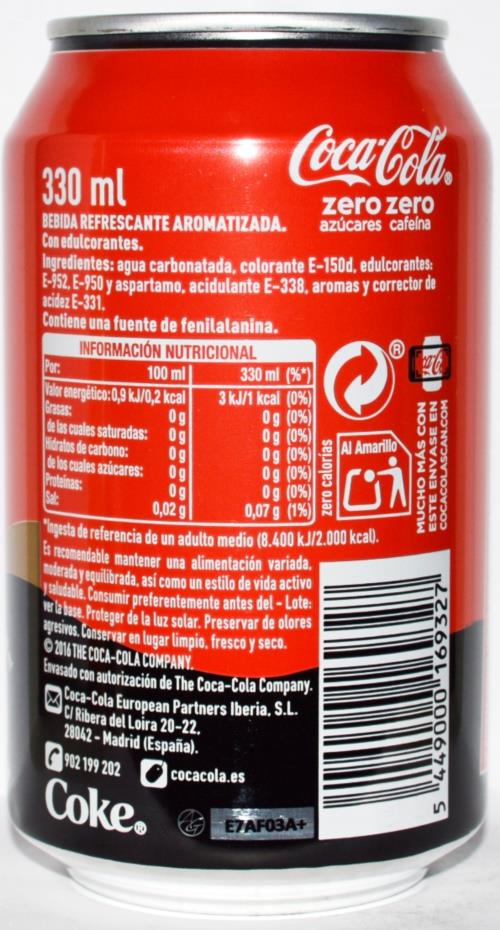 Coca-Cola®
zero zero
azúcares cafeína
330 ml
BEBIDA REFRESCANTE AROMATIZADA.
Con edulcorantes.
Ingredientes: agua carbonatada, colorante E-150d, edulcorantes:
E-952, E-950 y aspartamo, acidulante E-338, aromas y corrector de
acidez E-331.
Contiene una fuente de fenilalanina.
INFORMACIÓN NUTRICIONAL
Por: 100 ml 330 ml (%*)
Valor energético: 0,9 kJ/0,2 kcal 3 kJ/1 kcal (0%)
Grasas: 0 g 0 g (0%)
de las cuales saturadas: 0 g 0 g (0%)
Hidratos de carbono: 0 g 0 g (0%)
de los cuales azúcares: 0 g 0 g (0%)
Proteínas: 0 g 0 g (0%)
Sal: 0,02 g 0,07 g (1%)
zero calorías
®
Al Amarillo
MUCHO MÁS CON
ESTE ENVASE EN
COCACOLASCAN.COM
*Ingesta de referencia de un adulto medio (8.400 kJ/2.000 kcal).
Es recomendable mantener una alimentación variada,
moderada y equilibrada, así como un estilo de vida activo
y saludable. Consumir preferentemente antes del - Lote:
ver la base. Proteger de la luz solar. Preservar de olores
agresivos. Conservar en lugar limpio, fresco y seco.
© 2016 THE COCA-COLA COMPANY.
Envasado con autorización de The Coca-Cola Company.
Coca-Cola European Partners Iberia, S.L.
C/ Ribera del Loira 20-22,
28042 - Madrid (España).
902 199 202 cocacola.es
Coke®
E7AF03A+
5 449000 169327